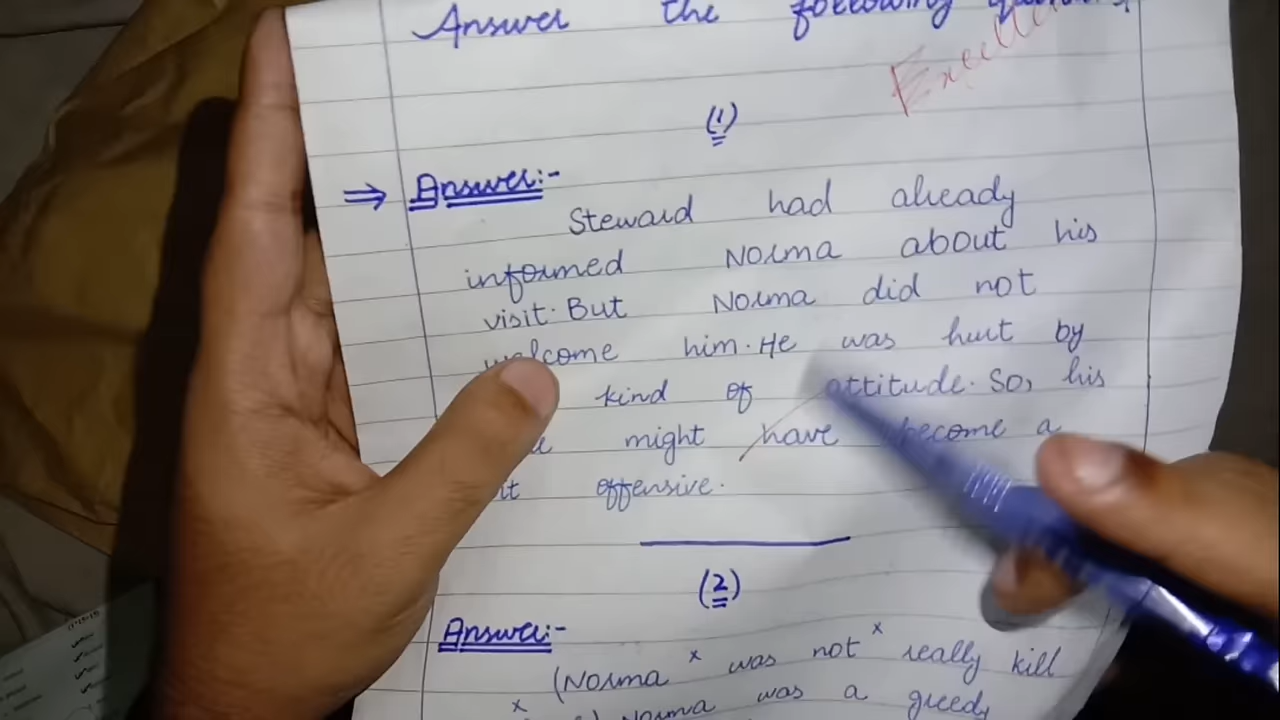 Answer the following
(1)
⇒ Answer:-
Steward had already
informed Norma about his
visit. But Norma did not
welcome him. He was hurt by
kind of attitude. So, his
might have become a
offensive.
(2)
Answer:-
(Norma × was not × really kill
× Norma was a greedy